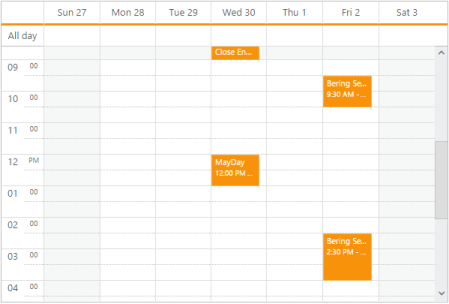 Sun 27 Mon 28 Tue 29 Wed 30 Thu 1 Fri 2 Sat 3
All day
Close En...
09 00
Bering Se...
9:30 AM - ...
10 00
11 00
12 PM
MayDay
12:00 PM ...
01 00
02 00
Bering Se...
2:30 PM - ...
03 00
04 00